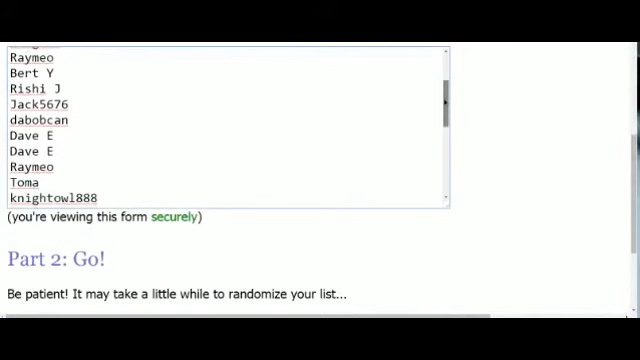 Raymeo
Bert Y
Rishi J
Jack5676
dabobcan
Dave E
Dave E
Raymeo
Toma
knightowl888
(you're viewing this form securely)
Part 2: Go!
Be patient! It may take a little while to randomize your list...